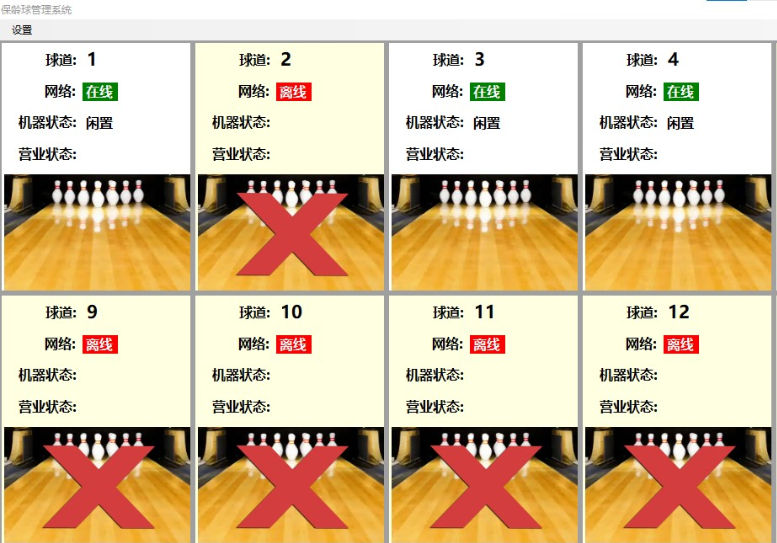 保龄球管理系统
设置
球道: 1
网络: 在线
机器状态: 闲置
营业状态:
球道: 2
网络: 离线
机器状态:
营业状态:
球道: 3
网络: 在线
机器状态: 闲置
营业状态:
球道: 4
网络: 在线
机器状态: 闲置
营业状态:
球道: 9
网络: 离线
机器状态:
营业状态:
球道: 10
网络: 离线
机器状态:
营业状态:
球道: 11
网络: 离线
机器状态:
营业状态:
球道: 12
网络: 离线
机器状态:
营业状态: